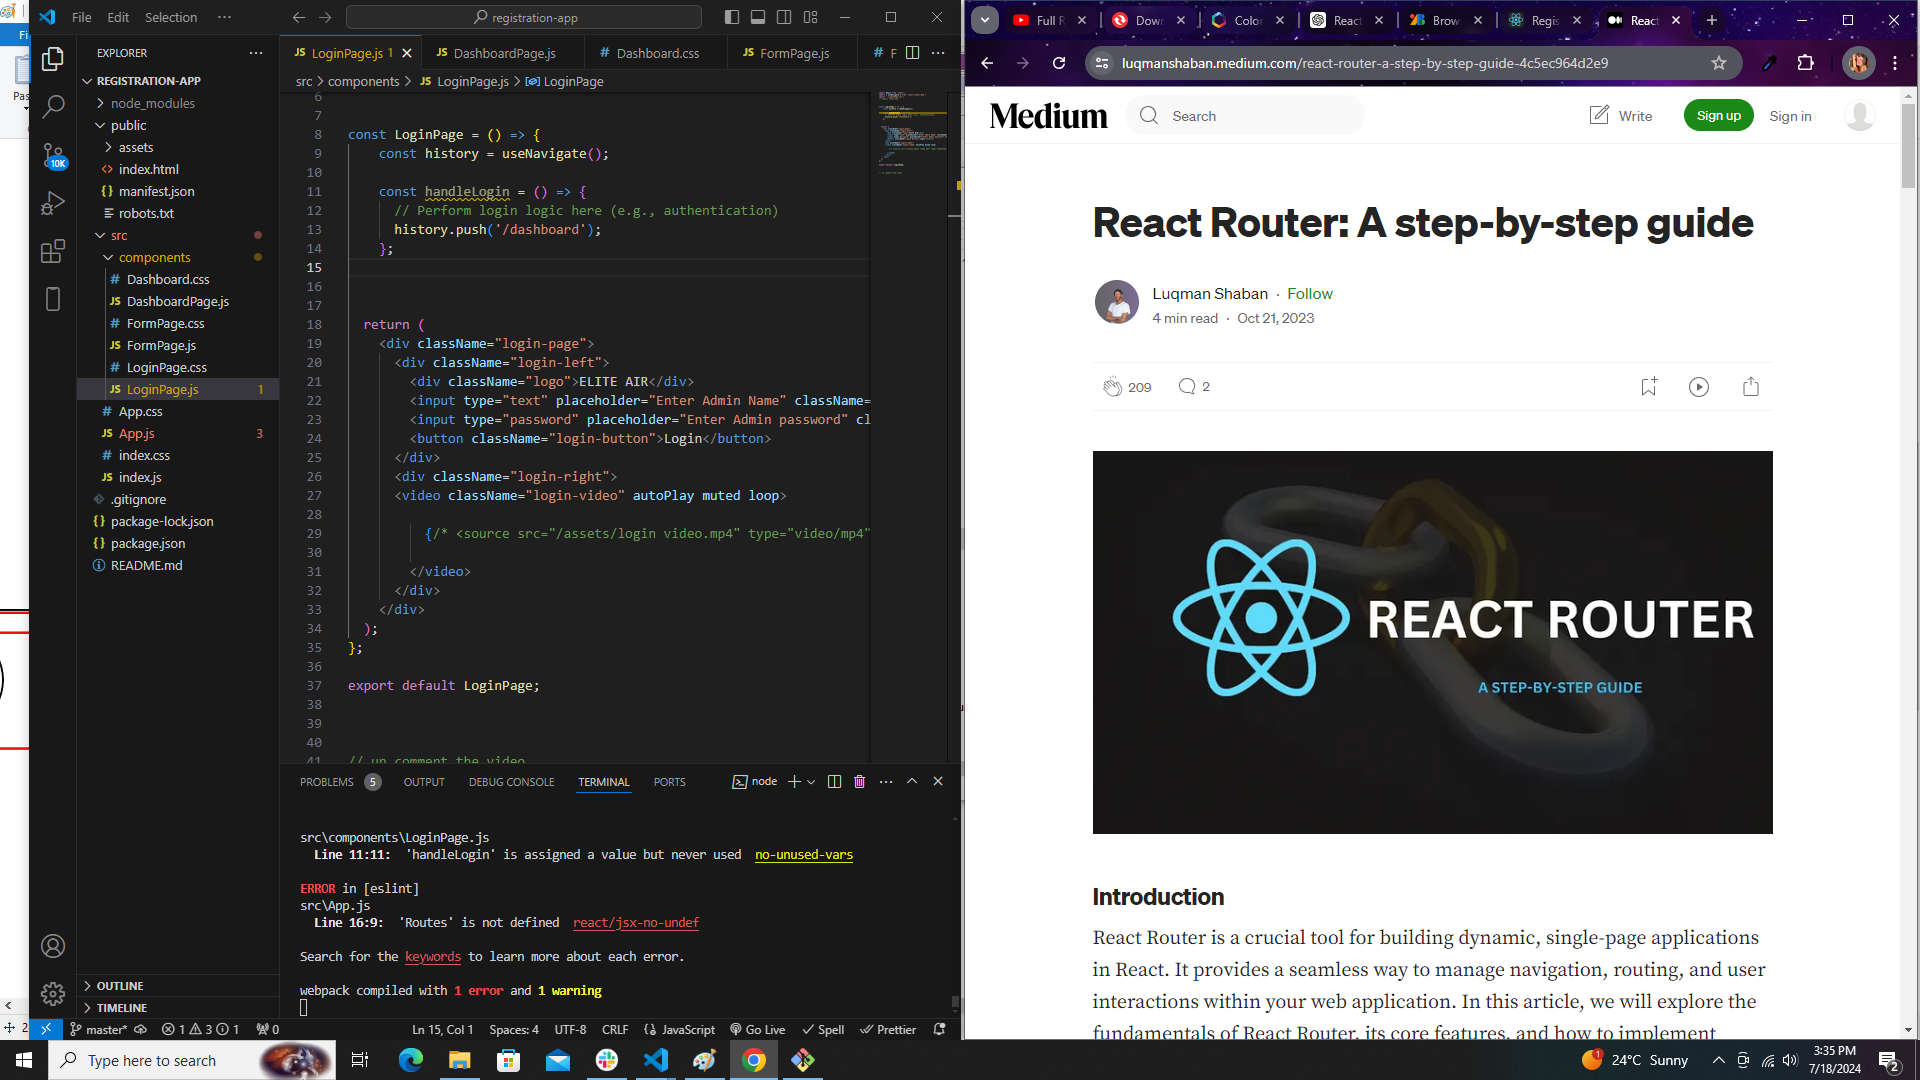 File Edit Selection ···
registration-app
EXPLORER
REGISTRATION-APP
node_modules
public
assets
index.html
manifest.json
robots.txt
src
components
Dashboard.css
DashboardPage.js
FormPage.css
FormPage.js
LoginPage.css
LoginPage.js 1
App.css
App.js 3
index.css
index.js
.gitignore
package-lock.json
package.json
README.md
OUTLINE
TIMELINE
10K
LoginPage.js 1
DashboardPage.js
Dashboard.css
FormPage.js
# F
src > components > JS LoginPage.js > LoginPage
6
7
8 const LoginPage = () => {
9 const history = useNavigate();
10
11 const handleLogin = () => {
12 // Perform login logic here (e.g., authentication)
13 history.push('/dashboard');
14 };
15
16
17
18 return (
19 <div className="login-page">
20 <div className="login-left">
21 <div className="logo">ELITE AIR</div>
22 <input type="text" placeholder="Enter Admin Name" className=
23 <input type="password" placeholder="Enter Admin password" cl
24 <button className="login-button">Login</button>
25 </div>
26 <div className="login-right">
27 <video className="login-video" autoPlay muted loop>
28
29 {/* <source src="/assets/login video.mp4" type="video/mp4"
30
31 </video>
32 </div>
33 </div>
34 );
35 };
36
37 export default LoginPage;
38
39
40
41 // un comment the video
PROBLEMS 5 OUTPUT DEBUG CONSOLE TERMINAL PORTS
node
src\components\LoginPage.js
Line 11:11: 'handleLogin' is assigned a value but never used no-unused-vars
ERROR in [eslint]
src\App.js
Line 16:9: 'Routes' is not defined react/jsx-no-undef
Search for the keywords to learn more about each error.
webpack compiled with 1 error and 1 warning
master* 1 3 1 0 Ln 15, Col 1 Spaces: 4 UTF-8 CRLF JavaScript Go Live Spell Prettier
Full R
Down
Color
React
Brow
Regis
React
luqmanshaban.medium.com/react-router-a-step-by-step-guide-4c5ec964d2e9
Medium
Search
Write
Sign up
Sign in
React Router: A step-by-step guide
Luqman Shaban · Follow
4 min read · Oct 21, 2023
209 2
REACT ROUTER
A STEP-BY-STEP GUIDE
Introduction
React Router is a crucial tool for building dynamic, single-page applications
in React. It provides a seamless way to manage navigation, routing, and user
interactions within your web application. In this article, we will explore the
fundamentals of React Router, its core features, and how to implement
Type here to search
1
24°C Sunny
3:35 PM
7/18/2024
2